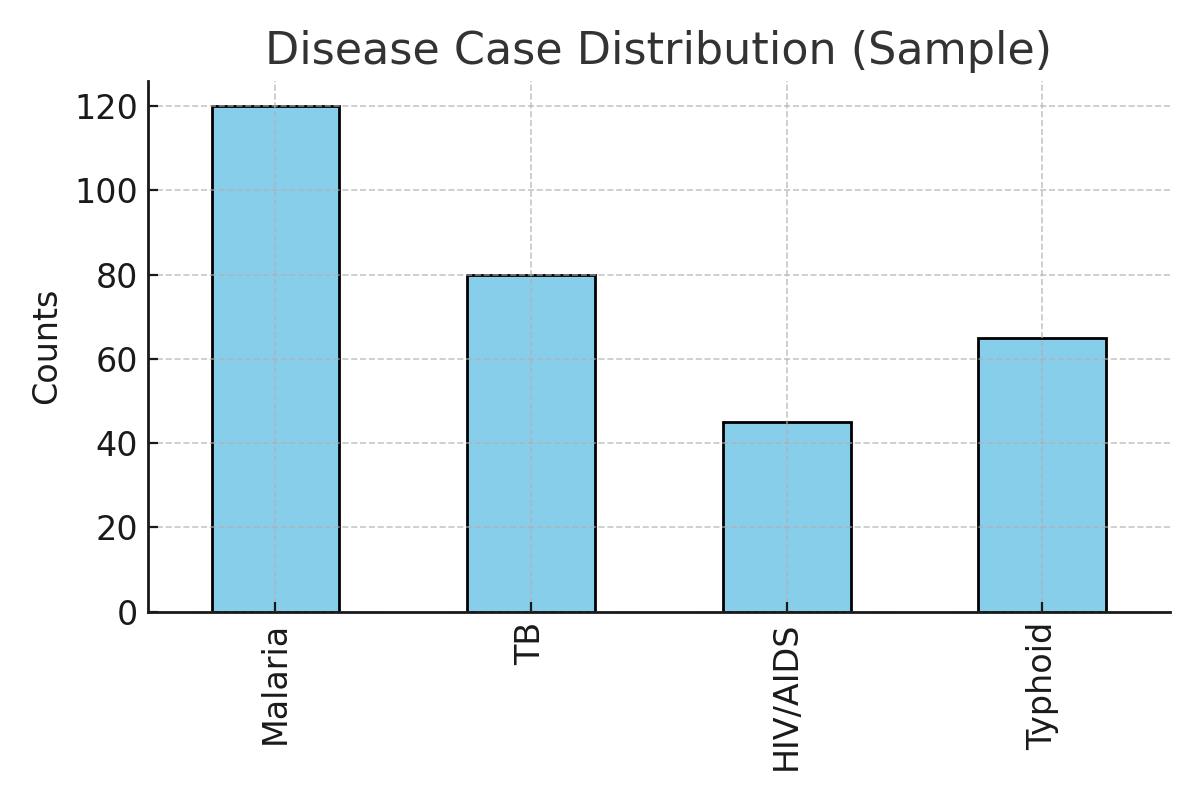 Disease Case Distribution (Sample)
120
100
80
60
40
20
0
Counts
Malaria
TB
HIV/AIDS
Typhoid